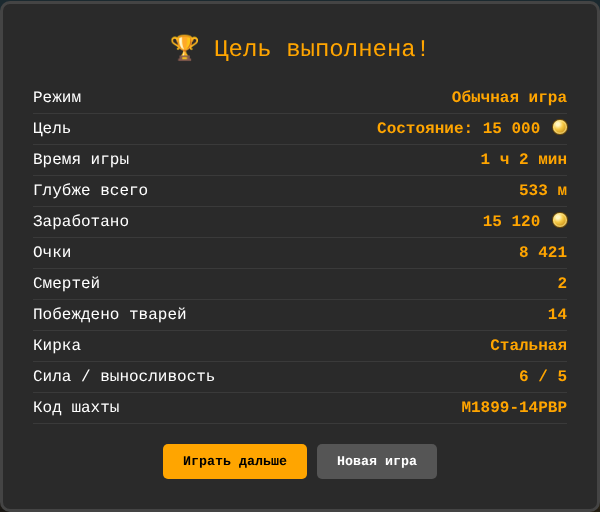 🏆 Цель выполнена!
Режим Обычная игра
Цель Состояние: 15 000
Время игры 1 ч 2 мин
Глубже всего 533 м
Заработано 15 120
Очки 8 421
Смертей 2
Побеждено тварей 14
Кирка Стальная
Сила / выносливость 6 / 5
Код шахты M1899-14PBP
Играть дальше Новая игра